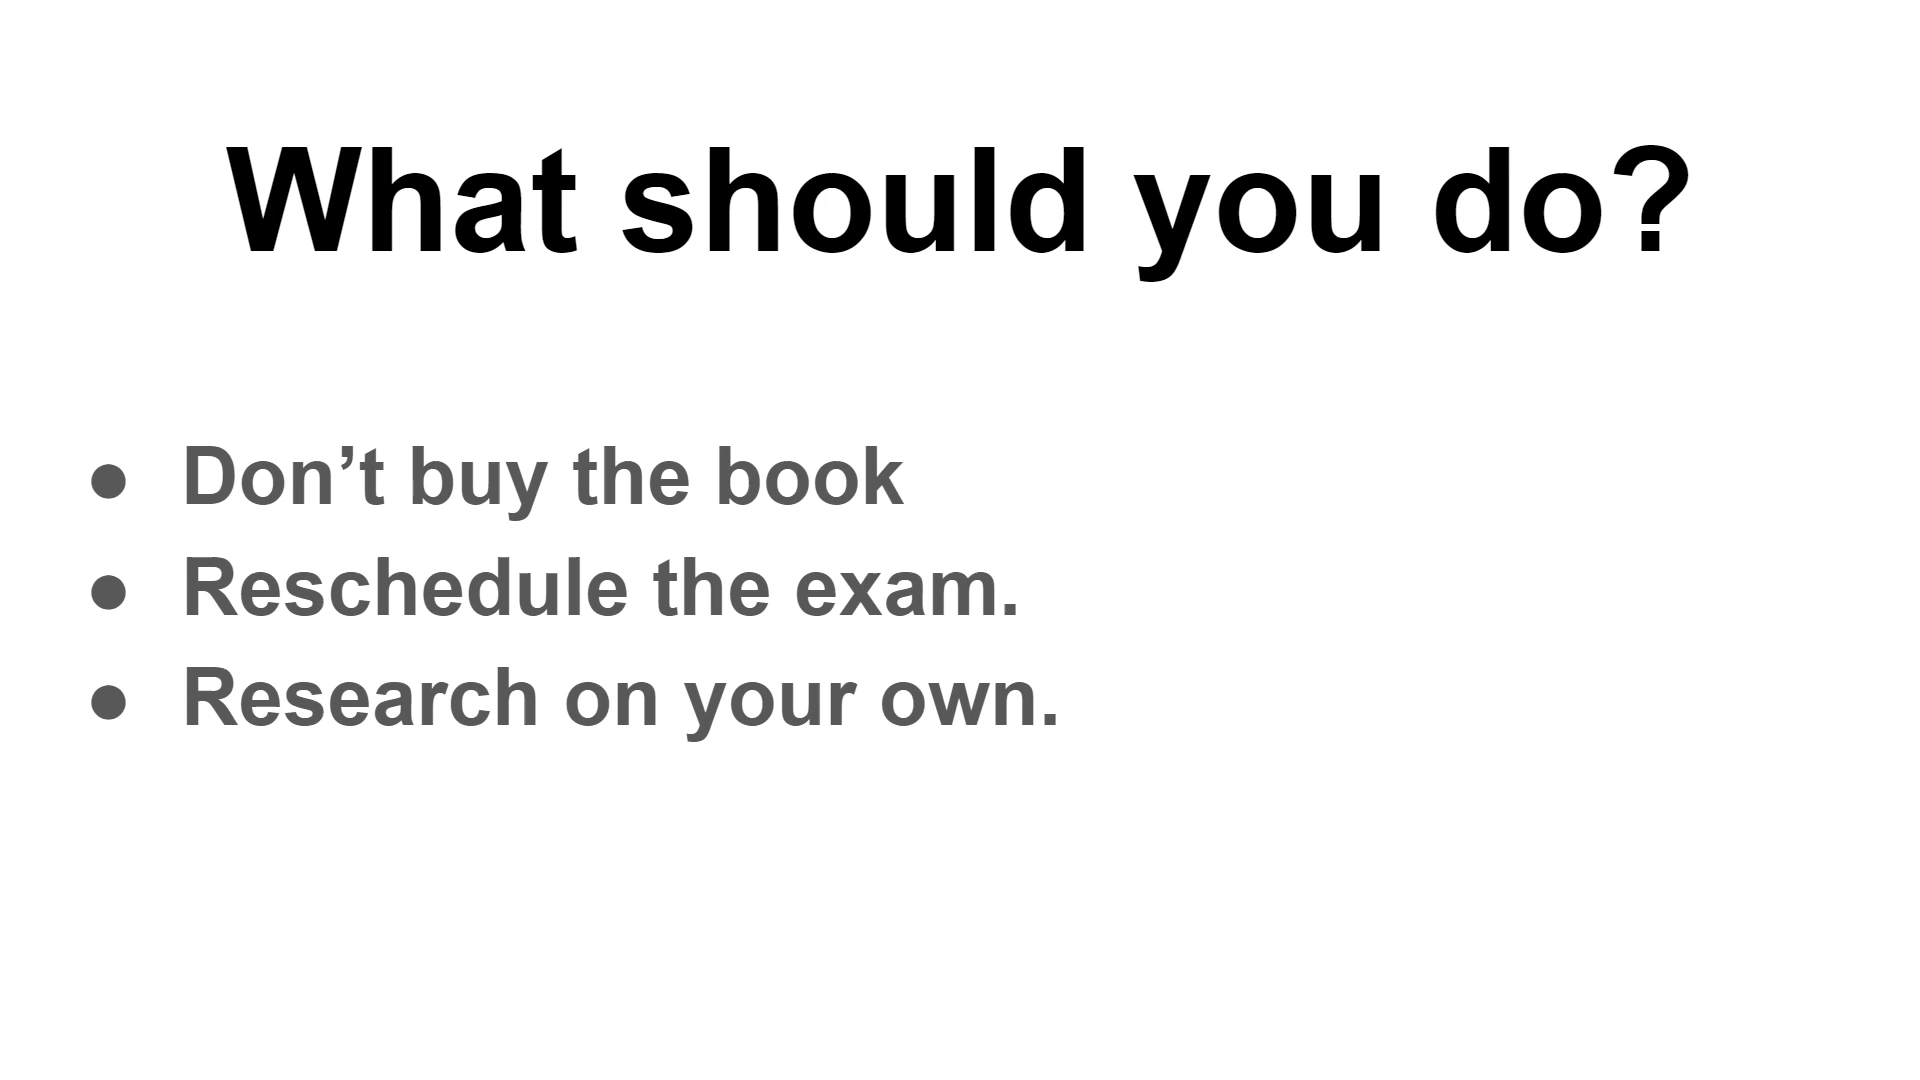 What should you do?
● Don’t buy the book
● Reschedule the exam.
● Research on your own.